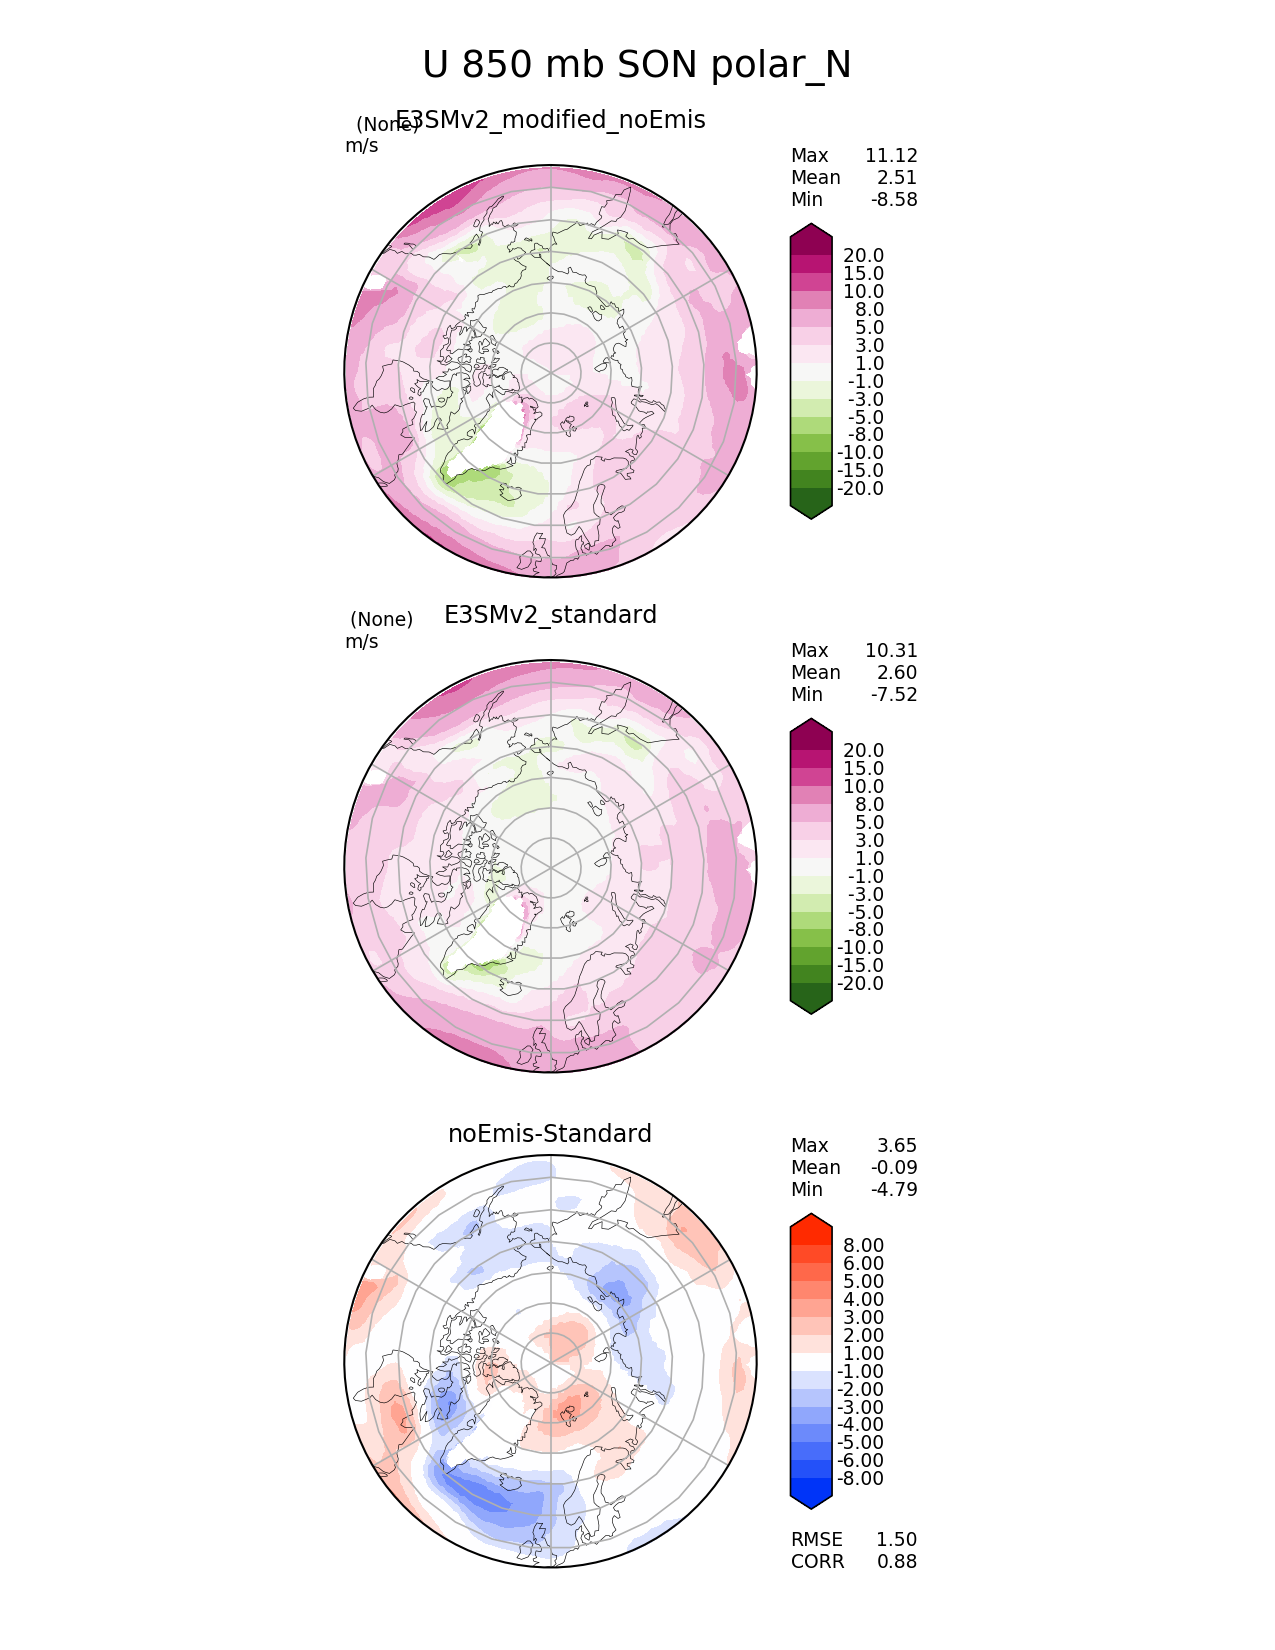 U 850 mb SON polar_N
E3SMv2_modified_noEmis
(None)
m/s
Max 11.12
Mean 2.51
Min -8.58
20.0
15.0
10.0
8.0
5.0
3.0
1.0
-1.0
-3.0
-5.0
-8.0
-10.0
-15.0
-20.0
E3SMv2_standard
(None)
m/s
Max 10.31
Mean 2.60
Min -7.52
20.0
15.0
10.0
8.0
5.0
3.0
1.0
-1.0
-3.0
-5.0
-8.0
-10.0
-15.0
-20.0
noEmis-Standard
Max 3.65
Mean -0.09
Min -4.79
8.00
6.00
5.00
4.00
3.00
2.00
1.00
-1.00
-2.00
-3.00
-4.00
-5.00
-6.00
-8.00
RMSE 1.50
CORR 0.88